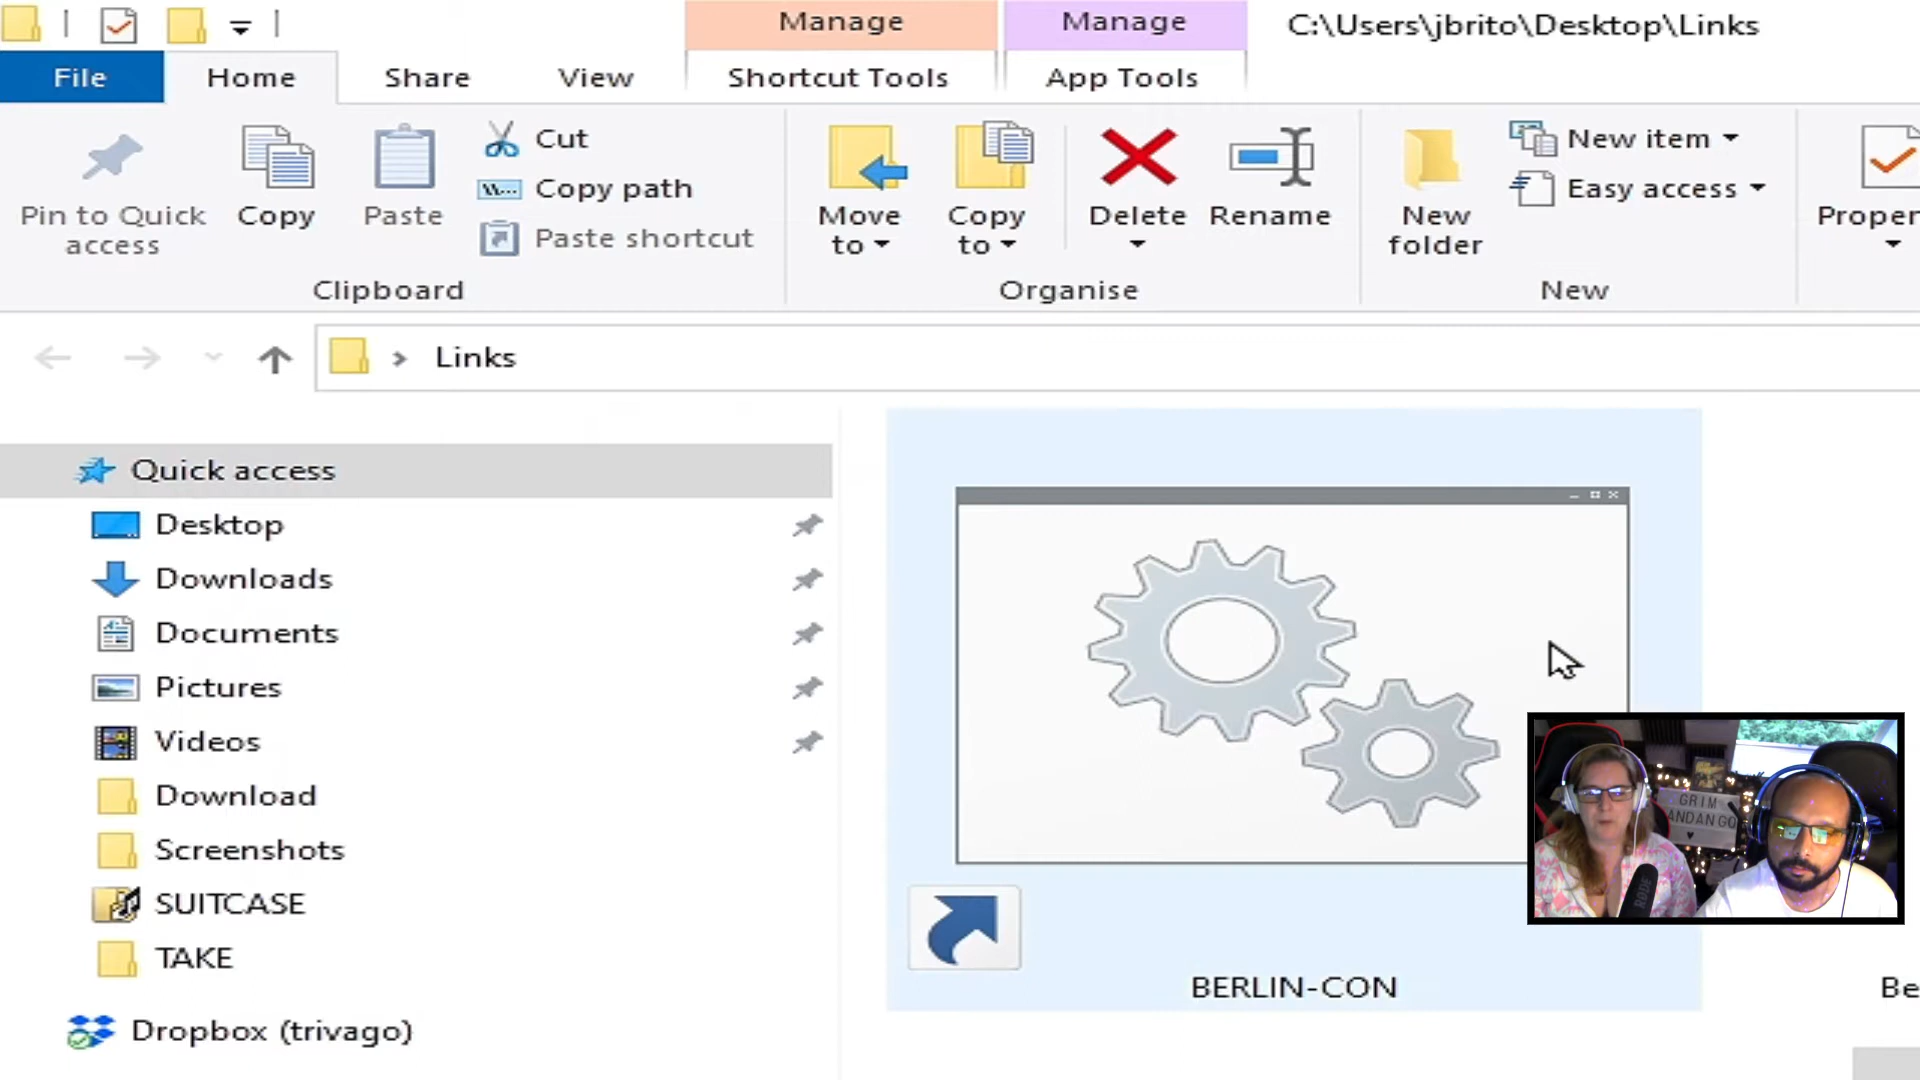 Manage
Manage
C:\Users\jbrito\Desktop\Links
File
Home
Share
View
Shortcut Tools
App Tools
Pin to Quick
access
Copy
Paste
Cut
Copy path
Paste shortcut
Clipboard
Move
to
Copy
to
Delete
Rename
Organise
New
folder
New item
Easy access
New
Proper
Links
Quick access
Desktop
Downloads
Documents
Pictures
Videos
Download
Screenshots
SUITCASE
TAKE
Dropbox (trivago)
BERLIN-CON
Be
GRIM
ANDANGO
RODE